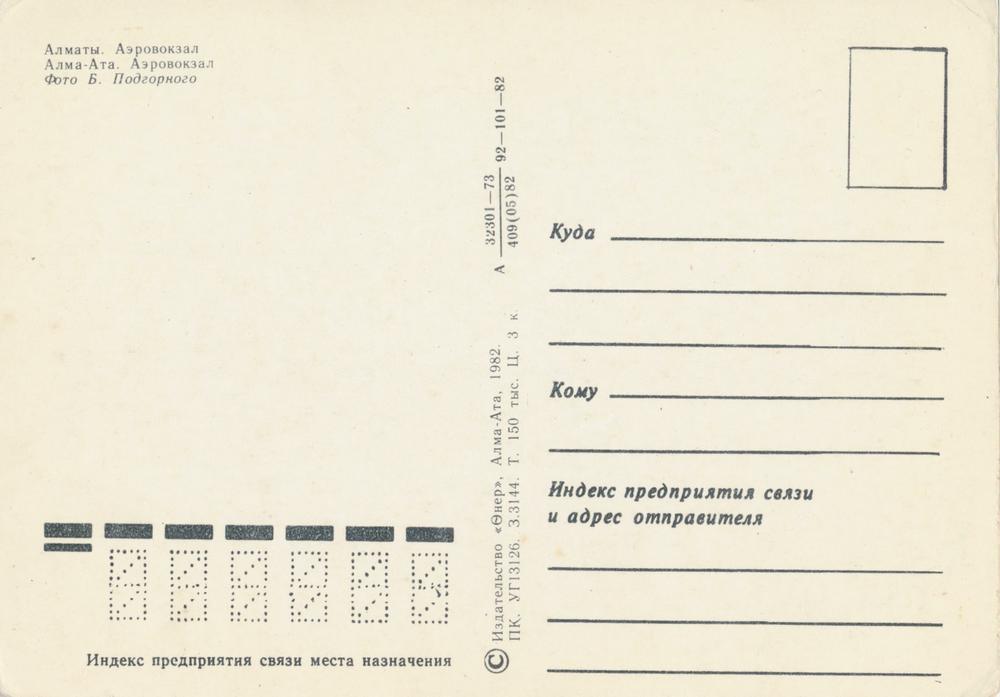 Алматы. Аэровокзал
Алма-Ата. Аэровокзал
Фото Б. Подгорного
Индекс предприятия связи места назначения
© Издательство «Өнер», Алма-Ата, 1982.
ПК. УГ13126. З.3144. Т. 150 тыс. Ц. 3 к.
А 32301—73 92—101—82
409(05)82
Куда
Кому
Индекс предприятия связи
и адрес отправителя